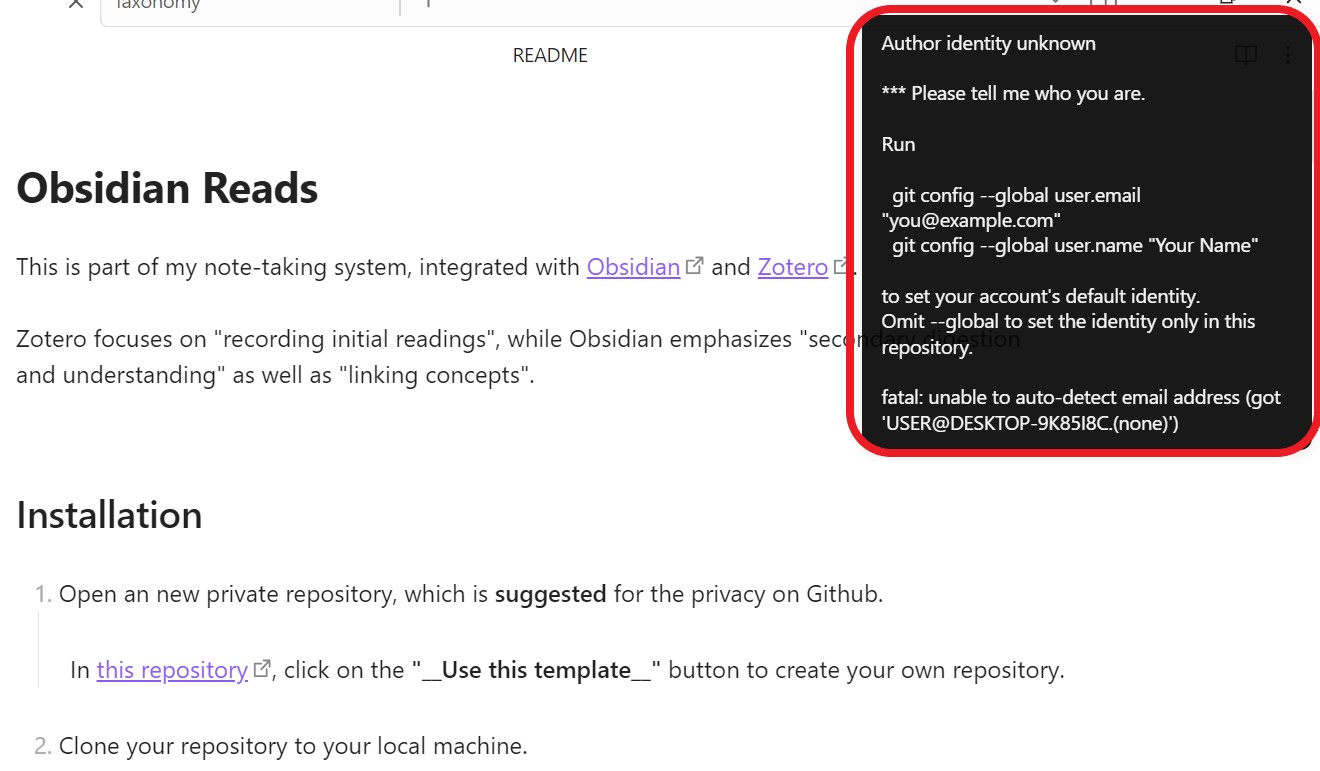 Taxonomy
README
Obsidian Reads
This is part of my note-taking system, integrated with Obsidian and Zotero.
Zotero focuses on "recording initial readings", while Obsidian emphasizes "secondary digestion
and understanding" as well as "linking concepts".
Installation
1. Open an new private repository, which is suggested for the privacy on Github.
In this repository, click on the "__Use this template__" button to create your own repository.
2. Clone your repository to your local machine.
Author identity unknown
*** Please tell me who you are.
Run
git config --global user.email
"you@example.com"
git config --global user.name "Your Name"
to set your account's default identity.
Omit --global to set the identity only in this
repository.
fatal: unable to auto-detect email address (got
'USER@DESKTOP-9K85I8C.(none)')